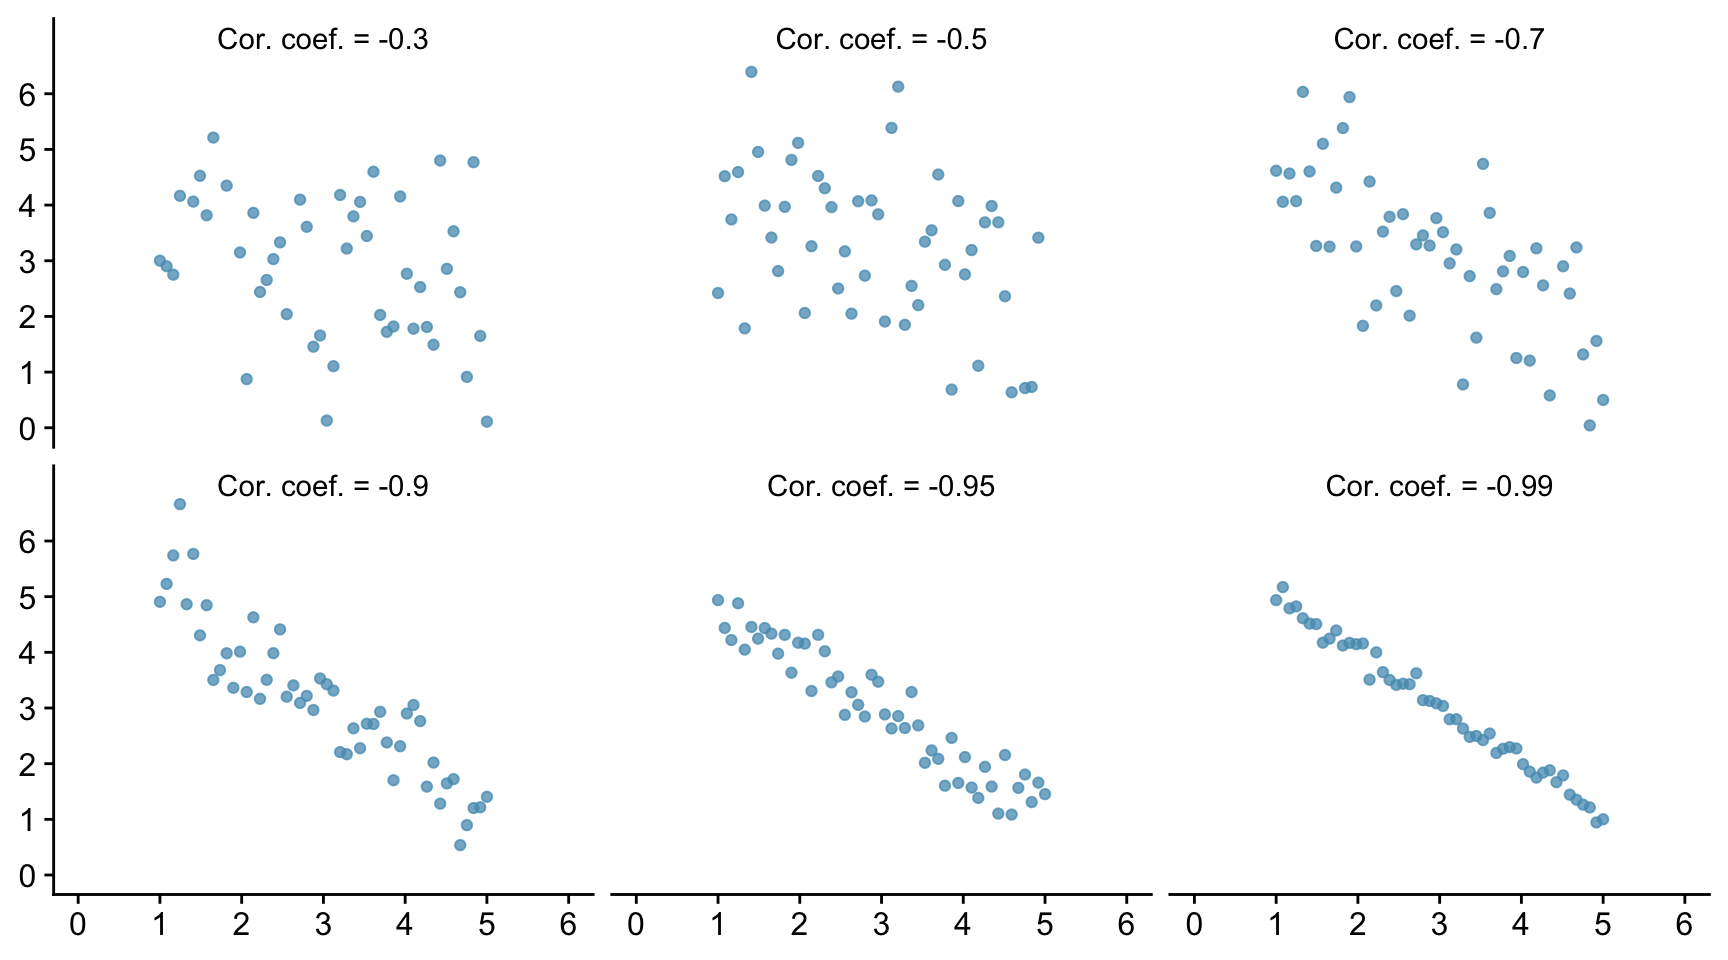 Cor. coef. = -0.3
Cor. coef. = -0.5
Cor. coef. = -0.7
6
5
4
3
2
1
0
Cor. coef. = -0.9
Cor. coef. = -0.95
Cor. coef. = -0.99
6
5
4
3
2
1
0
0 1 2 3 4 5 6
0 1 2 3 4 5 6
0 1 2 3 4 5 6